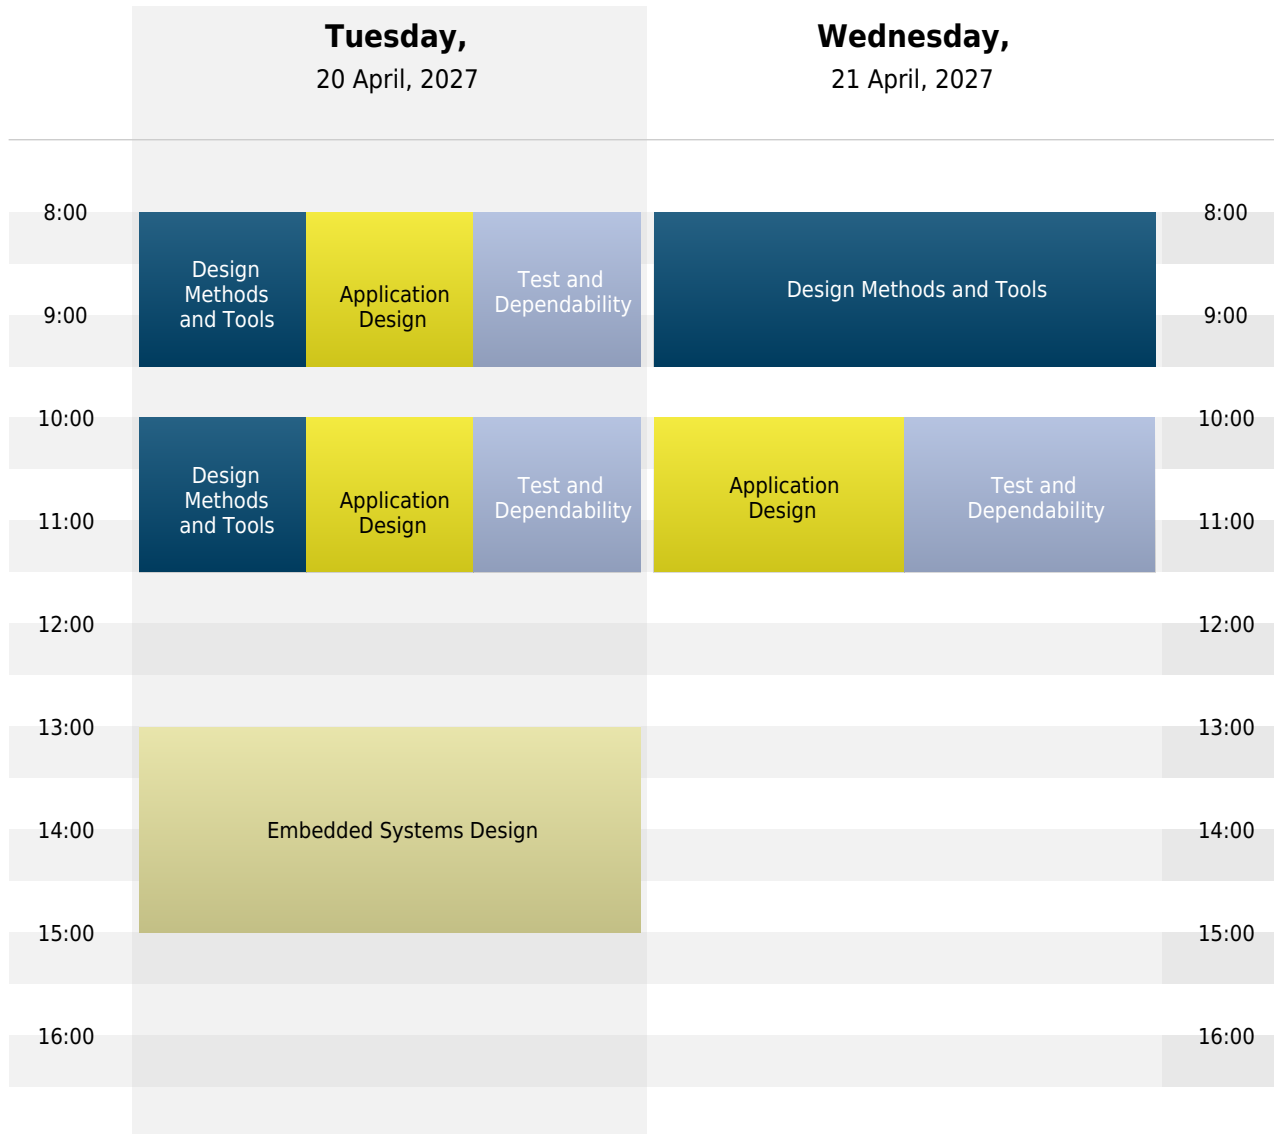 Tuesday,
20 April, 2027
Wednesday,
21 April, 2027
8:00
8:00
Design
Methods
and Tools
Application
Design
Test and
Dependability
Design Methods and Tools
9:00
9:00
10:00
10:00
Design
Methods
and Tools
Application
Design
Test and
Dependability
Application
Design
Test and
Dependability
11:00
11:00
12:00
12:00
13:00
13:00
Embedded Systems Design
14:00
14:00
15:00
15:00
16:00
16:00